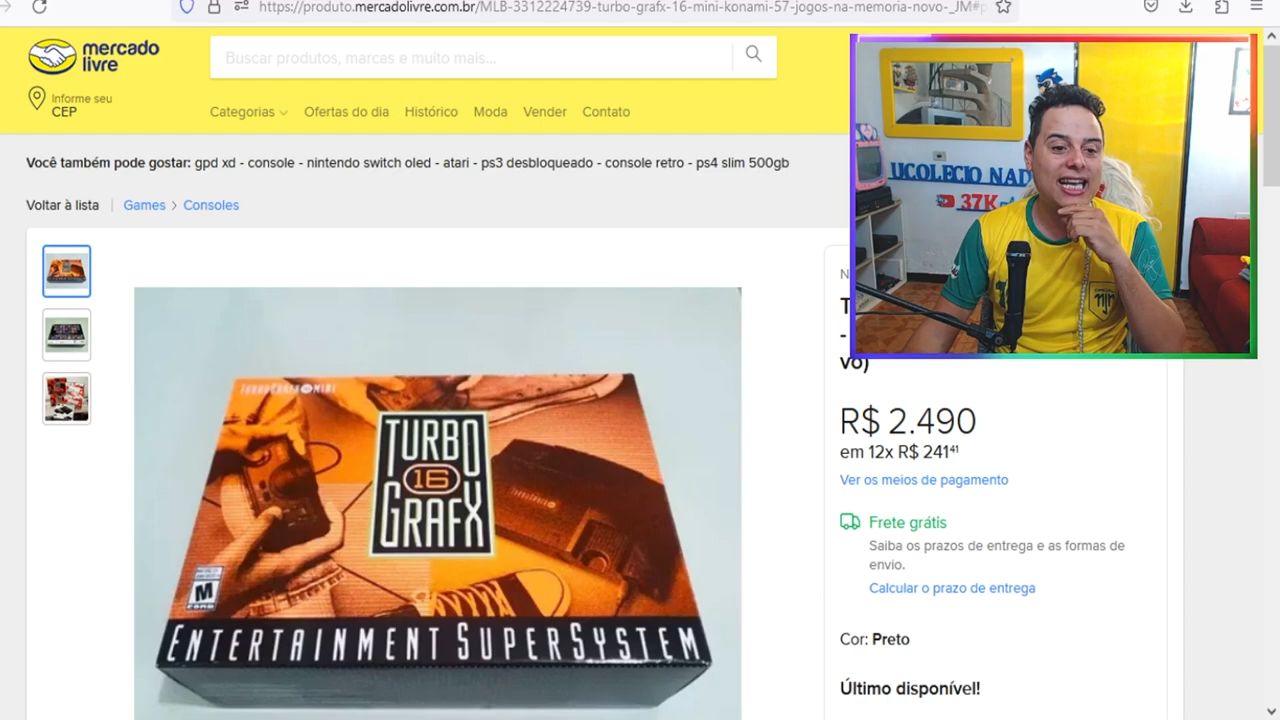 https://produto.mercadolivre.com.br/MLB-3312224739-turbo-grafx-16-mini-konami-57-jogos-na-memoria-novo-_JM#p
mercado
livre
Buscar produtos, marcas e muito mais...
Informe seu
CEP
Categorias
Ofertas do dia
Histórico
Moda
Vender
Contato
Você também pode gostar: gpd xd - console - nintendo switch oled - atari - ps3 desbloqueado - console retro - ps4 slim 500gb
Voltar à lista
Games
Consoles
UCOLECIO NAD
37K
N
T
-
vo)
TURBOGRAFX 16 MINI
TURBO
16
GRAFX
M
ENTERTAINMENT SUPERSYSTEM
R$ 2.490
em 12x R$ 241⁴¹
Ver os meios de pagamento
Frete grátis
Saiba os prazos de entrega e as formas de
envio.
Calcular o prazo de entrega
Cor: Preto
Último disponível!